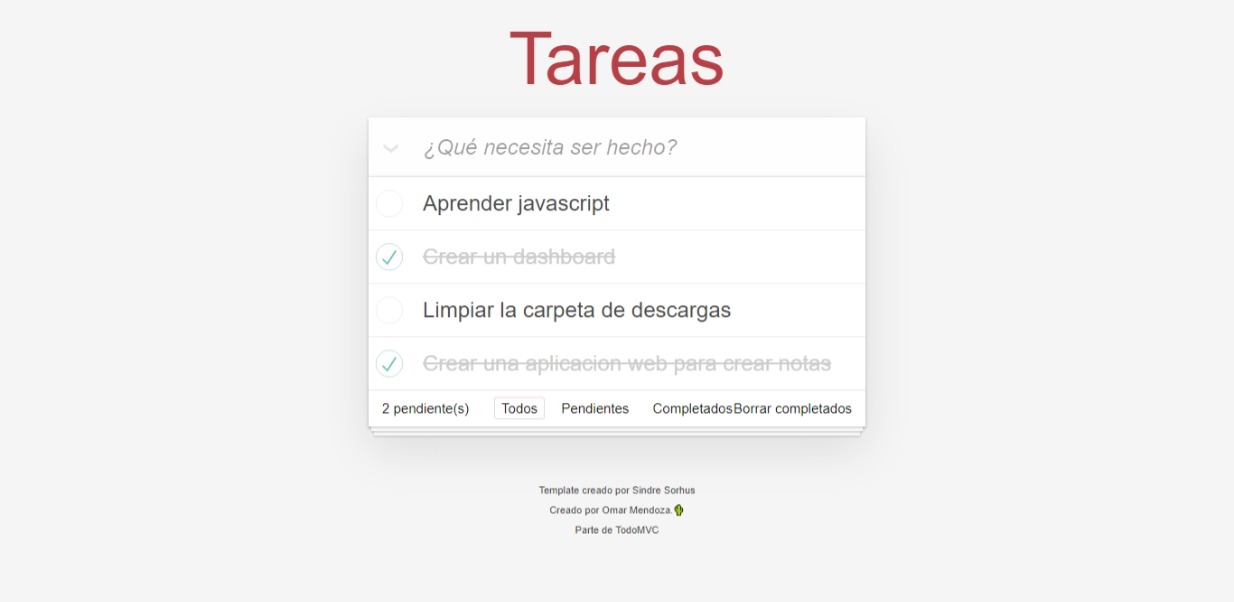 Tareas
¿Qué necesita ser hecho?
Aprender javascript
Crear un dashboard
Limpiar la carpeta de descargas
Crear una aplicacion web para crear notas
2 pendiente(s) Todos Pendientes Completados Borrar completados
Template creado por Sindre Sorhus
Creado por Omar Mendoza.🌵
Parte de TodoMVC